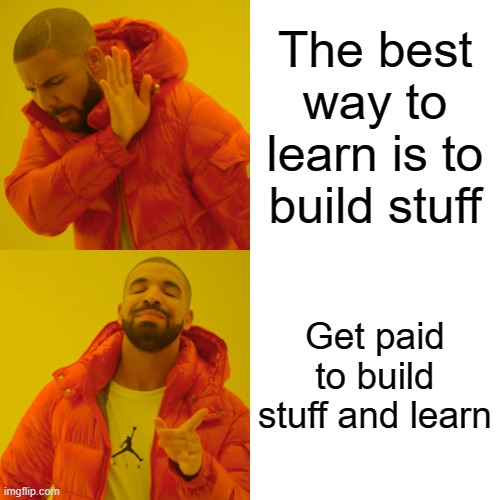 The best
way to
learn is to
build stuff
Get paid
to build
stuff and learn
imgflip.com